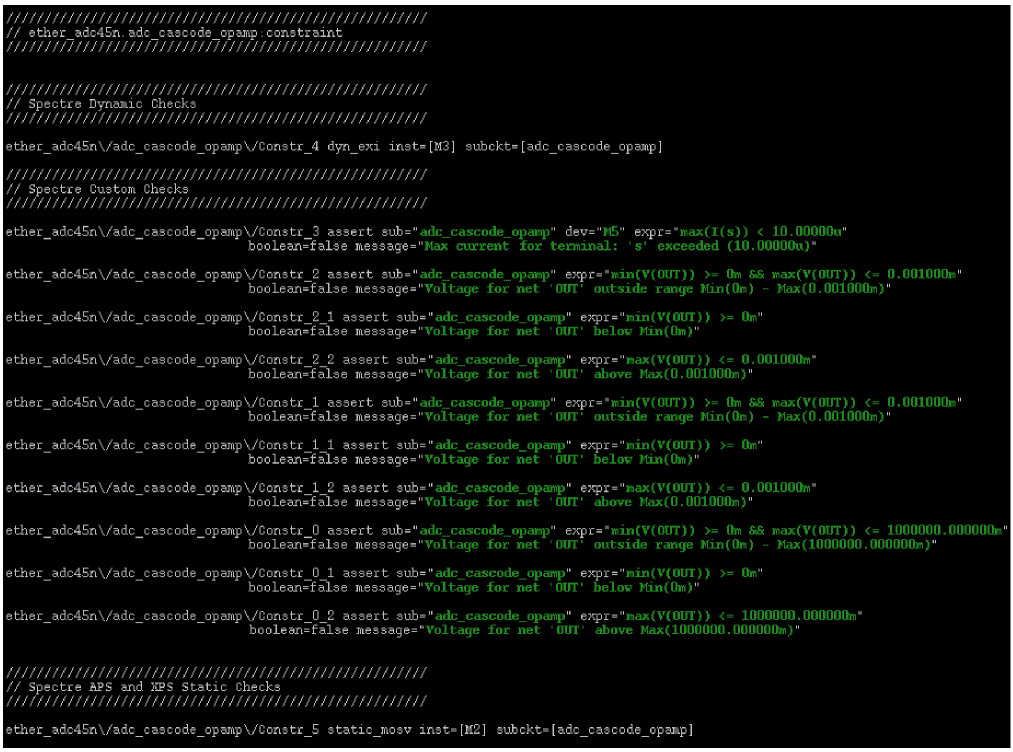 ////////////////////////////////////////////////////////
// ether_adc45n.adc_cascode_opamp:constraint
////////////////////////////////////////////////////////
////////////////////////////////////////////////////////
// Spectre Dynamic Checks
////////////////////////////////////////////////////////
ether_adc45n\/adc_cascode_opamp\/Constr_4 dyn_exi inst=[M3] subckt=[adc_cascode_opamp]
////////////////////////////////////////////////////////
// Spectre Custom Checks
////////////////////////////////////////////////////////
ether_adc45n\/adc_cascode_opamp\/Constr_3 assert sub="adc_cascode_opamp" dev="M5" expr="max(I(s)) < 10.00000u"
boolean=false message="Max current for terminal: 's' exceeded (10.00000u)"
ether_adc45n\/adc_cascode_opamp\/Constr_2 assert sub="adc_cascode_opamp" expr="min(V(OUT)) >= 0m && max(V(OUT)) <= 0.001000m"
boolean=false message="Voltage for net 'OUT' outside range Min(0m) - Max(0.001000m)"
ether_adc45n\/adc_cascode_opamp\/Constr_2_1 assert sub="adc_cascode_opamp" expr="min(V(OUT)) >= 0m"
boolean=false message="Voltage for net 'OUT' below Min(0m)"
ether_adc45n\/adc_cascode_opamp\/Constr_2_2 assert sub="adc_cascode_opamp" expr="max(V(OUT)) <= 0.001000m"
boolean=false message="Voltage for net 'OUT' above Max(0.001000m)"
ether_adc45n\/adc_cascode_opamp\/Constr_1 assert sub="adc_cascode_opamp" expr="min(V(OUT)) >= 0m && max(V(OUT)) <= 0.001000m"
boolean=false message="Voltage for net 'OUT' outside range Min(0m) - Max(0.001000m)"
ether_adc45n\/adc_cascode_opamp\/Constr_1_1 assert sub="adc_cascode_opamp" expr="min(V(OUT)) >= 0m"
boolean=false message="Voltage for net 'OUT' below Min(0m)"
ether_adc45n\/adc_cascode_opamp\/Constr_1_2 assert sub="adc_cascode_opamp" expr="max(V(OUT)) <= 0.001000m"
boolean=false message="Voltage for net 'OUT' above Max(0.001000m)"
ether_adc45n\/adc_cascode_opamp\/Constr_0 assert sub="adc_cascode_opamp" expr="min(V(OUT)) >= 0m && max(V(OUT)) <= 1000000.000000m"
boolean=false message="Voltage for net 'OUT' outside range Min(0m) - Max(1000000.000000m)"
ether_adc45n\/adc_cascode_opamp\/Constr_0_1 assert sub="adc_cascode_opamp" expr="min(V(OUT)) >= 0m"
boolean=false message="Voltage for net 'OUT' below Min(0m)"
ether_adc45n\/adc_cascode_opamp\/Constr_0_2 assert sub="adc_cascode_opamp" expr="max(V(OUT)) <= 1000000.000000m"
boolean=false message="Voltage for net 'OUT' above Max(1000000.000000m)"
////////////////////////////////////////////////////////
// Spectre APS and XPS Static Checks
////////////////////////////////////////////////////////
ether_adc45n\/adc_cascode_opamp\/Constr_5 static_mosv inst=[M2] subckt=[adc_cascode_opamp]